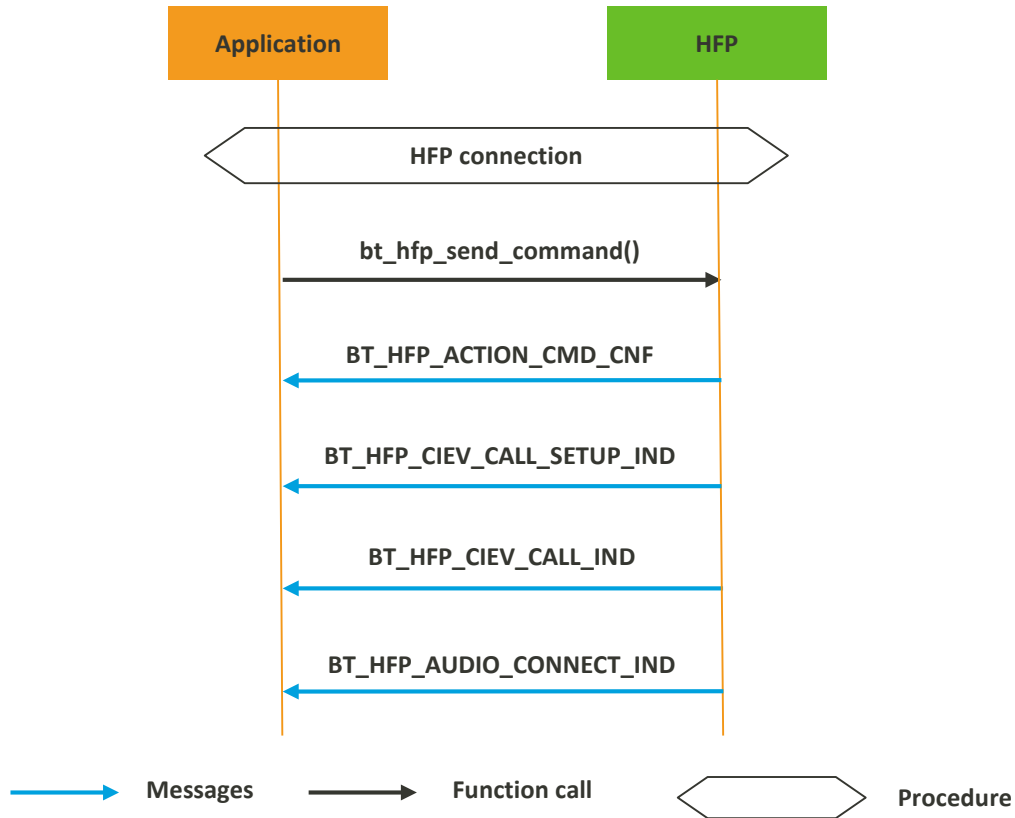 Application
HFP
HFP connection
bt_hfp_send_command()
BT_HFP_ACTION_CMD_CNF
BT_HFP_CIEV_CALL_SETUP_IND
BT_HFP_CIEV_CALL_IND
BT_HFP_AUDIO_CONNECT_IND
Messages
Function call
Procedure